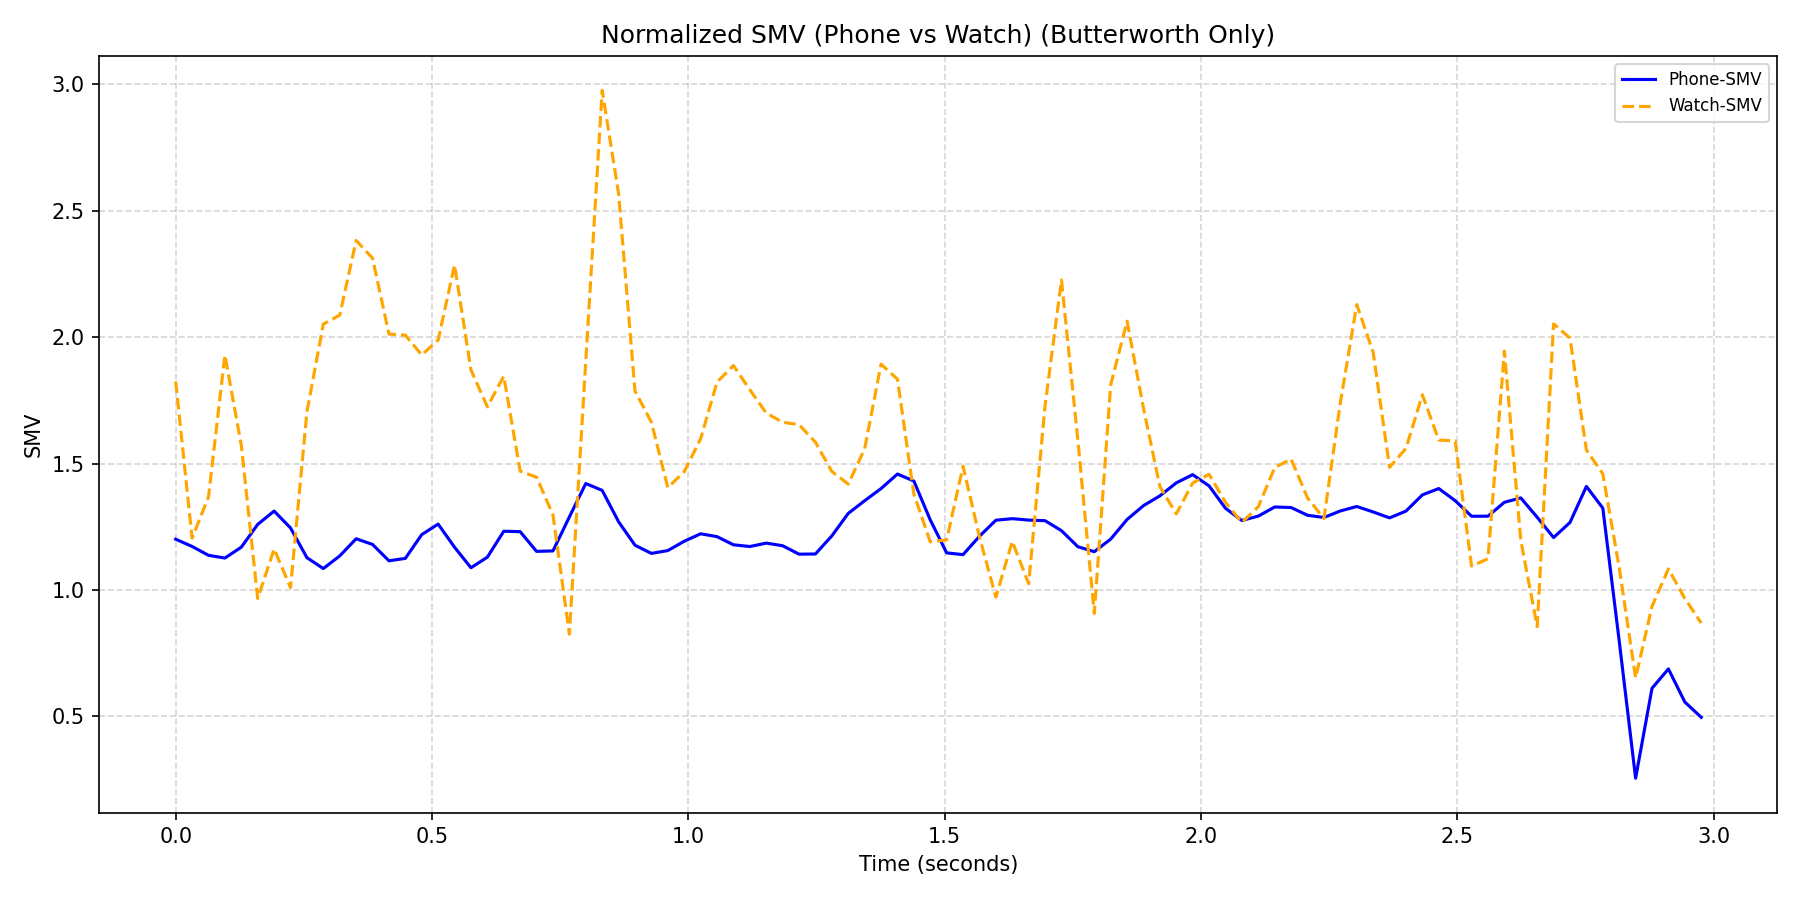 Normalized SMV (Phone vs Watch) (Butterworth Only)
Phone-SMV
Watch-SMV
SMV
3.0
2.5
2.0
1.5
1.0
0.5
0.0 0.5 1.0 1.5 2.0 2.5 3.0
Time (seconds)